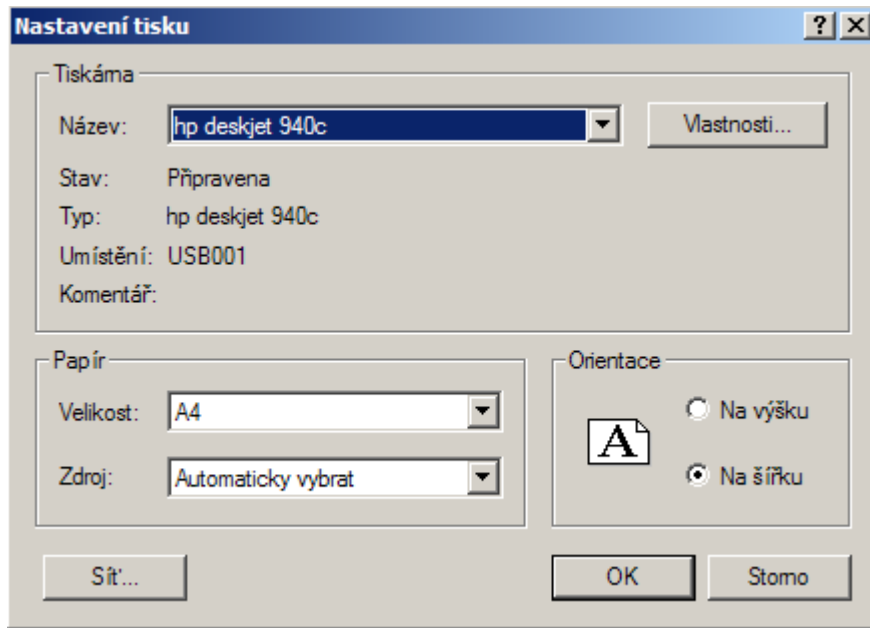 Nastavení tisku
Tiskárna
Název: hp deskjet 940c Vlastnosti...
Stav: Připravena
Typ: hp deskjet 940c
Umístění: USB001
Komentář:
Papír
Velikost: A4
Zdroj: Automaticky vybrat
Orientace
A
Na výšku
Na šířku
Síť... OK Storno